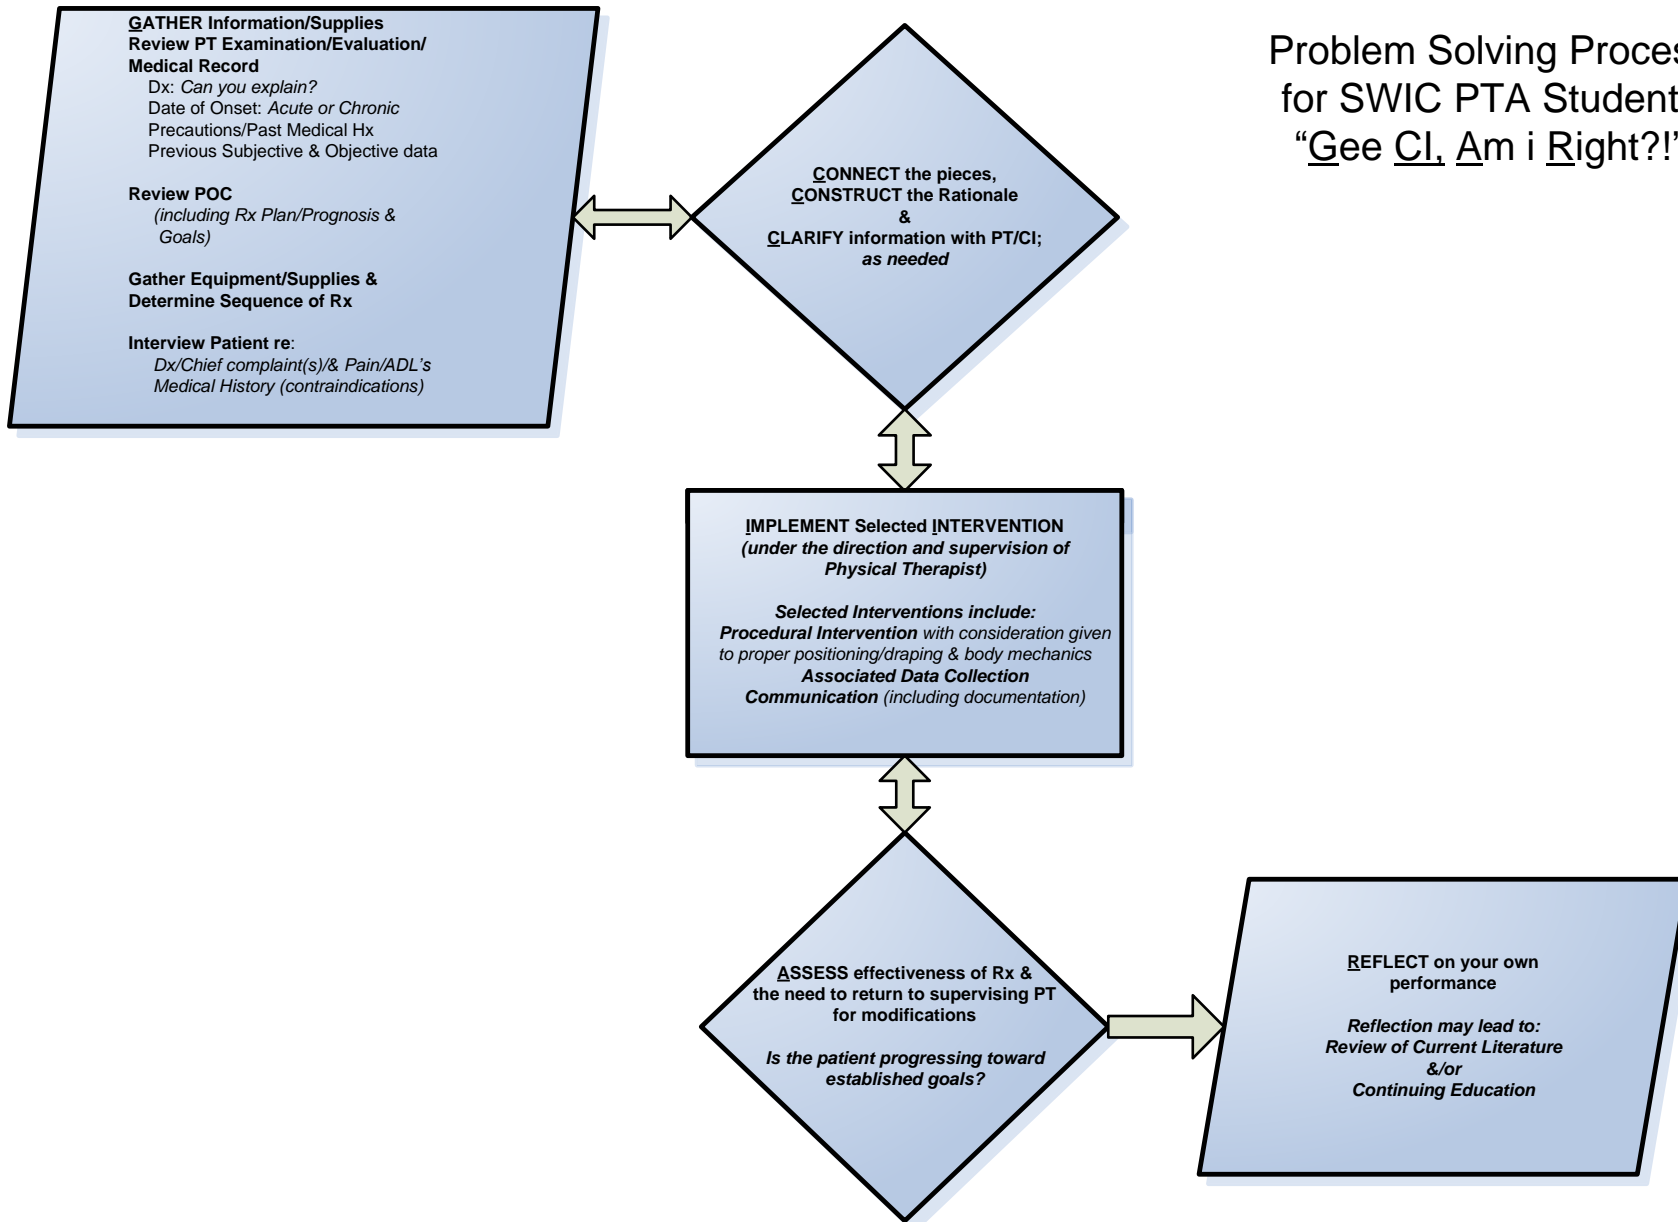 Problem Solving Proces
for SWIC PTA Student
“Gee CI, Am i Right?!”
GATHER Information/Supplies
Review PT Examination/Evaluation/
Medical Record
Dx: Can you explain?
Date of Onset: Acute or Chronic
Precautions/Past Medical Hx
Previous Subjective & Objective data
Review POC
(including Rx Plan/Prognosis &
Goals)
Gather Equipment/Supplies &
Determine Sequence of Rx
Interview Patient re:
Dx/Chief complaint(s)/& Pain/ADL's
Medical History (contraindications)
CONNECT the pieces,
CONSTRUCT the Rationale
&
CLARIFY information with PT/CI;
as needed
IMPLEMENT Selected INTERVENTION
(under the direction and supervision of
Physical Therapist)
Selected Interventions include:
Procedural Intervention with consideration given
to proper positioning/draping & body mechanics
Associated Data Collection
Communication (including documentation)
ASSESS effectiveness of Rx &
the need to return to supervising PT
for modifications
Is the patient progressing toward
established goals?
REFLECT on your own
performance
Reflection may lead to:
Review of Current Literature
&/or
Continuing Education